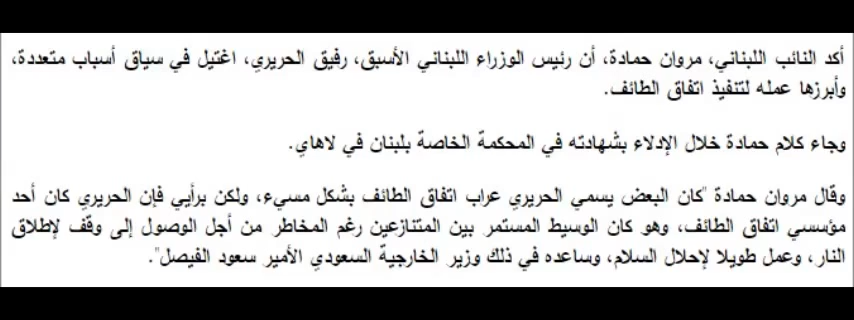 أكد النائب اللبناني، مروان حمادة، أن رئيس الوزراء اللبناني الأسبق، رفيق الحريري، اغتيل في سياق أسباب متعددة،
وأبرزها عمله لتنفيذ اتفاق الطائف.
وجاء كلام حمادة خلال الإدلاء بشهادته في المحكمة الخاصة بلبنان في لاهاي.
وقال مروان حمادة "كان البعض يسمي الحريري عراب اتفاق الطائف بشكل مسيء، ولكن برأيي فإن الحريري كان أحد
مؤسسي اتفاق الطائف، وهو كان الوسيط المستمر بين المتنازعين رغم المخاطر من أجل الوصول إلى وقف لإطلاق
النار، وعمل طويلا لإحلال السلام، وساعده في ذلك وزير الخارجية السعودي الأمير سعود الفيصل".